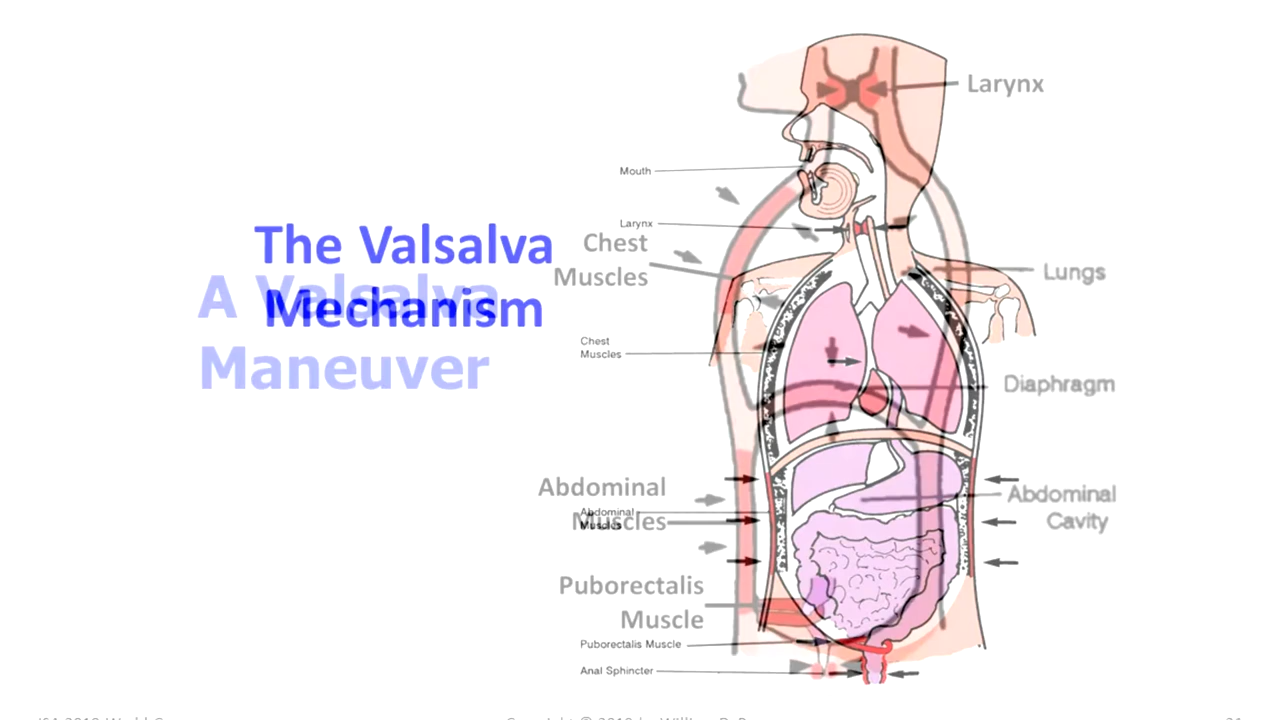 The Valsalva
Mechanism
A Valsalva
Maneuver
Larynx
Mouth
Larynx
Chest
Muscles
Lungs
Chest
Muscles
Diaphragm
Abdominal
Muscles
Abdominal
Muscles
Abdominal
Cavity
Puborectalis
Muscle
Puborectalis Muscle
Anal Sphincter